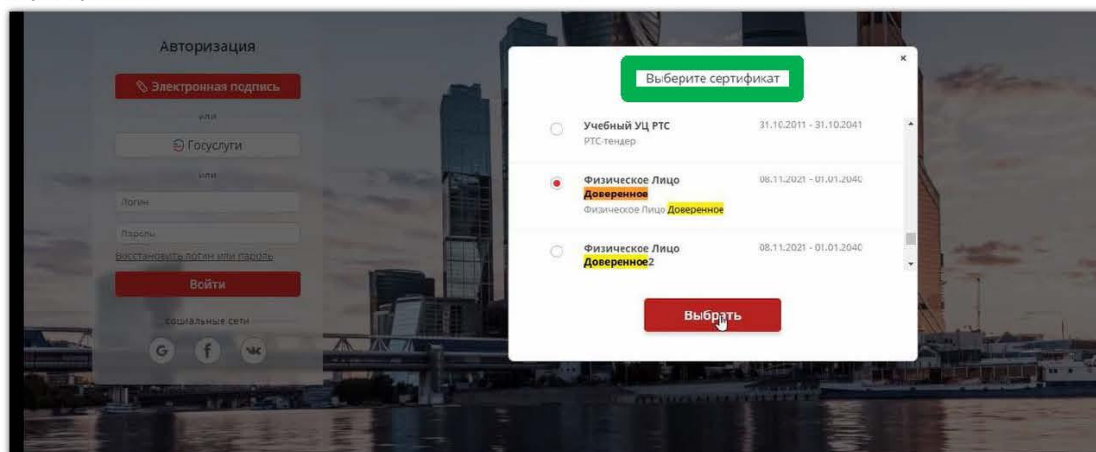 Авторизация
Электронная подпись
или
Госуслуги
или
Логин
Пароль
Восстановить логин или пароль
Войти
социальные сети
G f
Выберите сертификат
×
Учебный УЦ РТС 31.10.2011 - 31.10.2041
РТС-тендер
Физическое Лицо 08.11.2021 - 01.01.2040
Доверенное
Физическое Лицо Доверенное
Физическое Лицо 08.11.2021 - 01.01.2040
Доверенное2
Выбрать